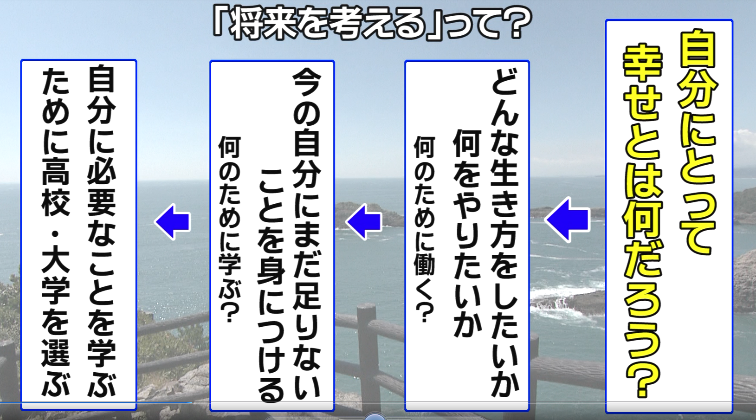 「将来を考える」って？
自分にとって
幸せとは何だろう？
どんな生き方をしたいか
何をやりたいか
何のために働く？
今の自分にまだ足りない
ことを身につける
何のために学ぶ？
自分に必要なことを学ぶ
ために高校・大学を選ぶ